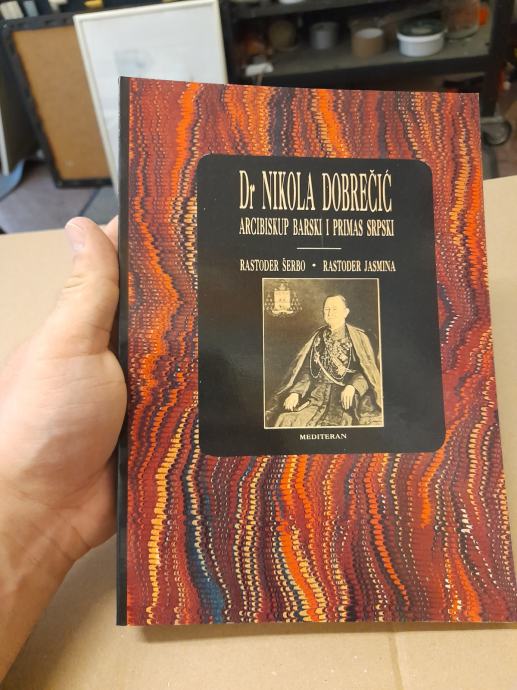 Dr NIKOLA DOBREČIĆ
ARCIBISKUP BARSKI I PRIMAS SRPSKI
RASTODER ŠERBO • RASTODER JASMINA
MEDITERAN